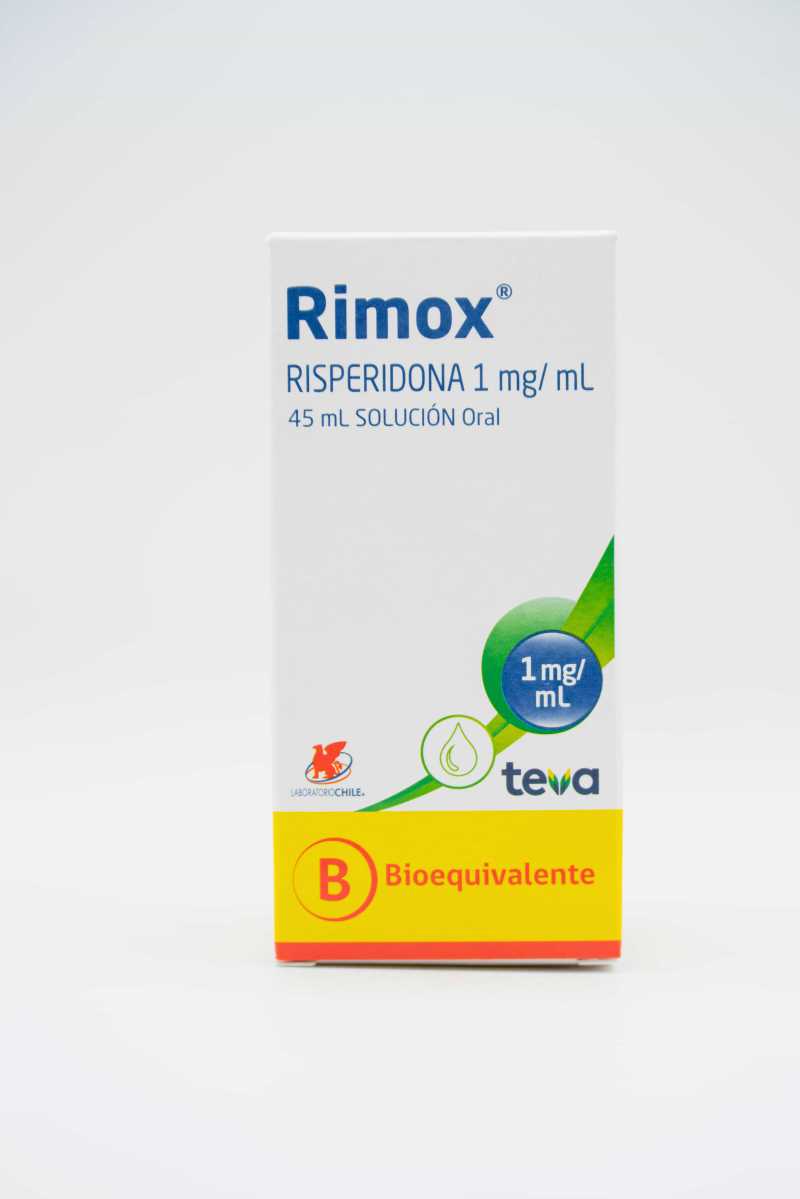 Rimox®
RISPERIDONA 1 mg/ mL
45 mL SOLUCIÓN Oral
1 mg/
mL
LABORATORIOCHILE®
teva
B Bioequivalente